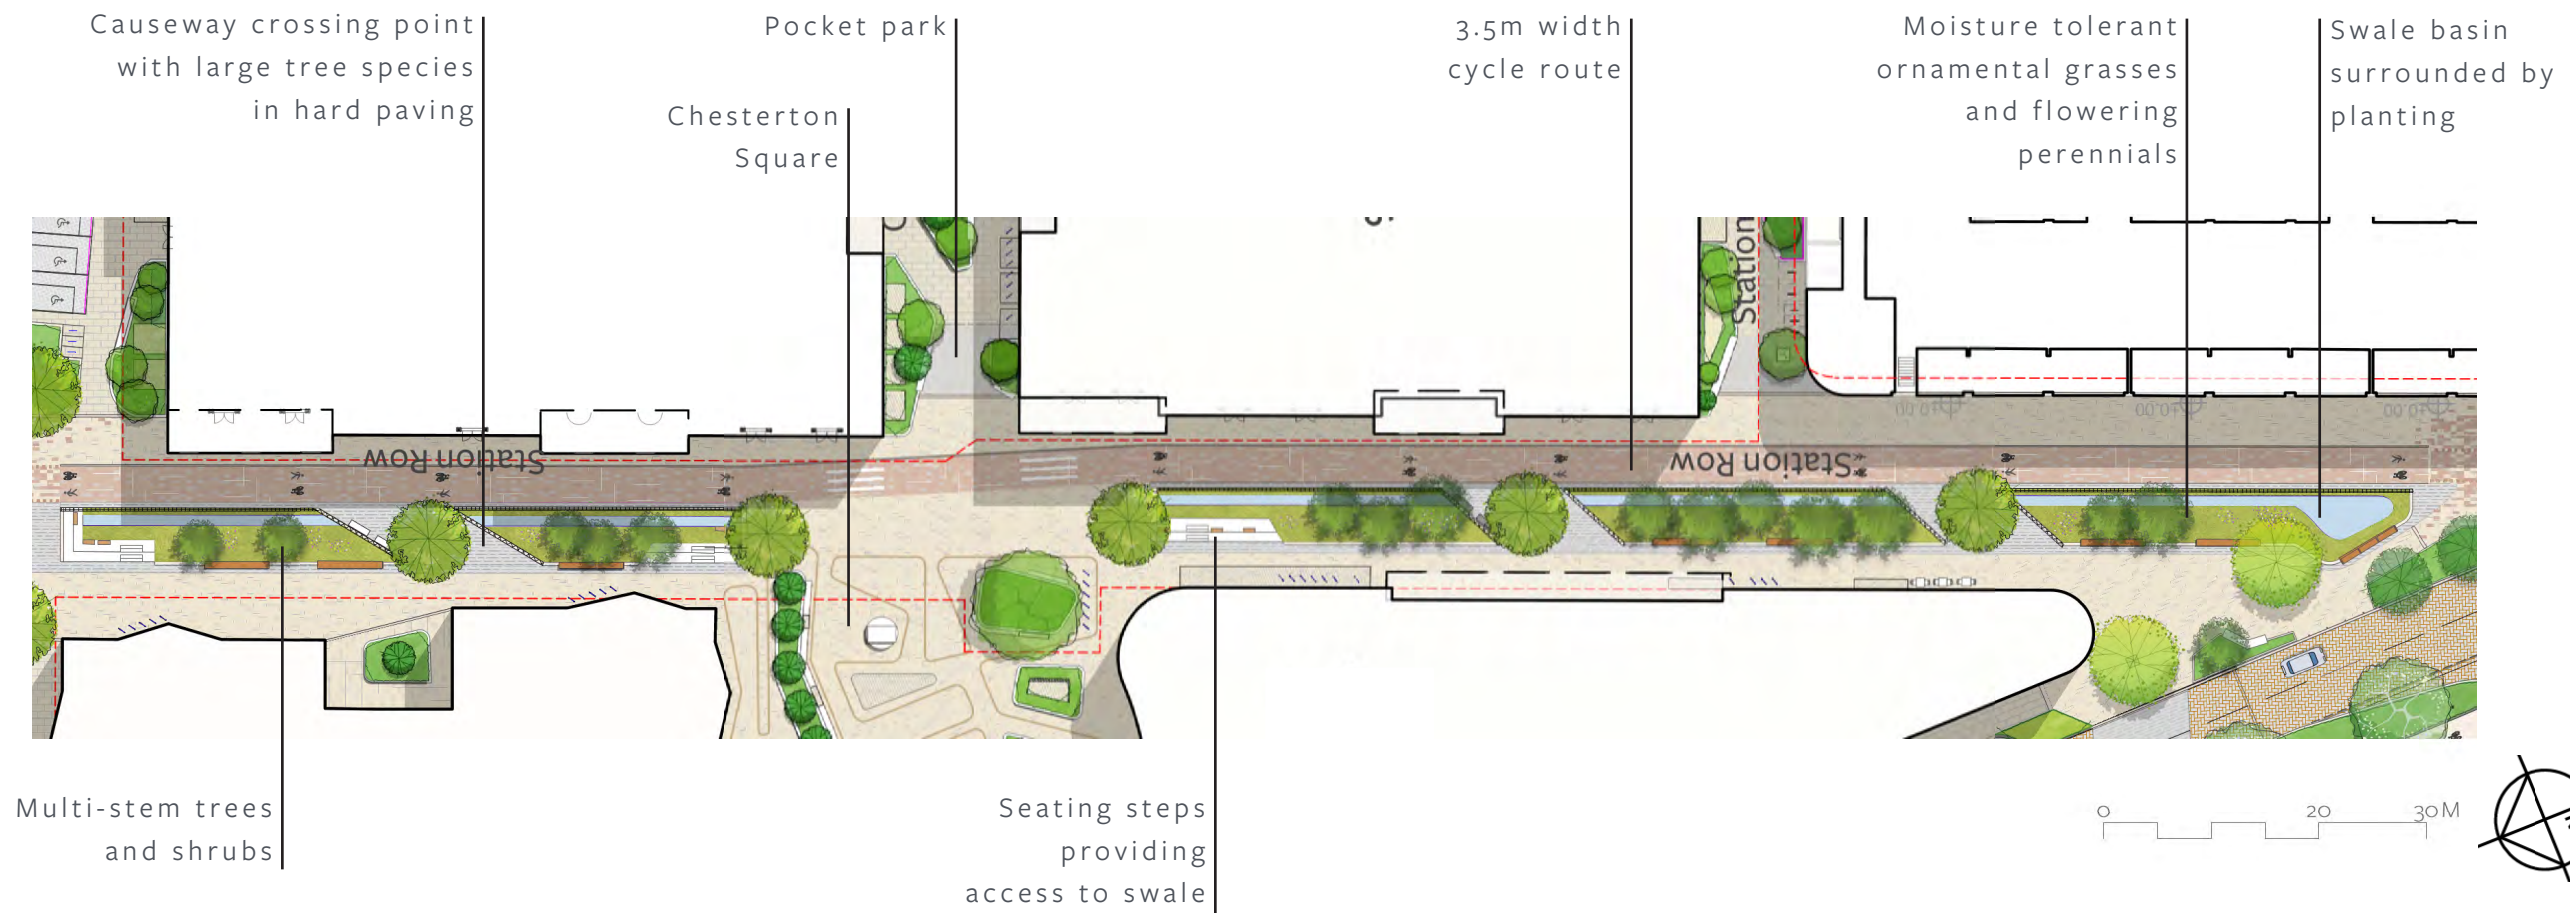 Causeway crossing point
with large tree species
in hard paving
Pocket park
Chesterton
Square
3.5m width
cycle route
Moisture tolerant
ornamental grasses
and flowering
perennials
Swale basin
surrounded by
planting
Station
Station Row
Station Row
Multi-stem trees
and shrubs
Seating steps
providing
access to swale
0 20 30M